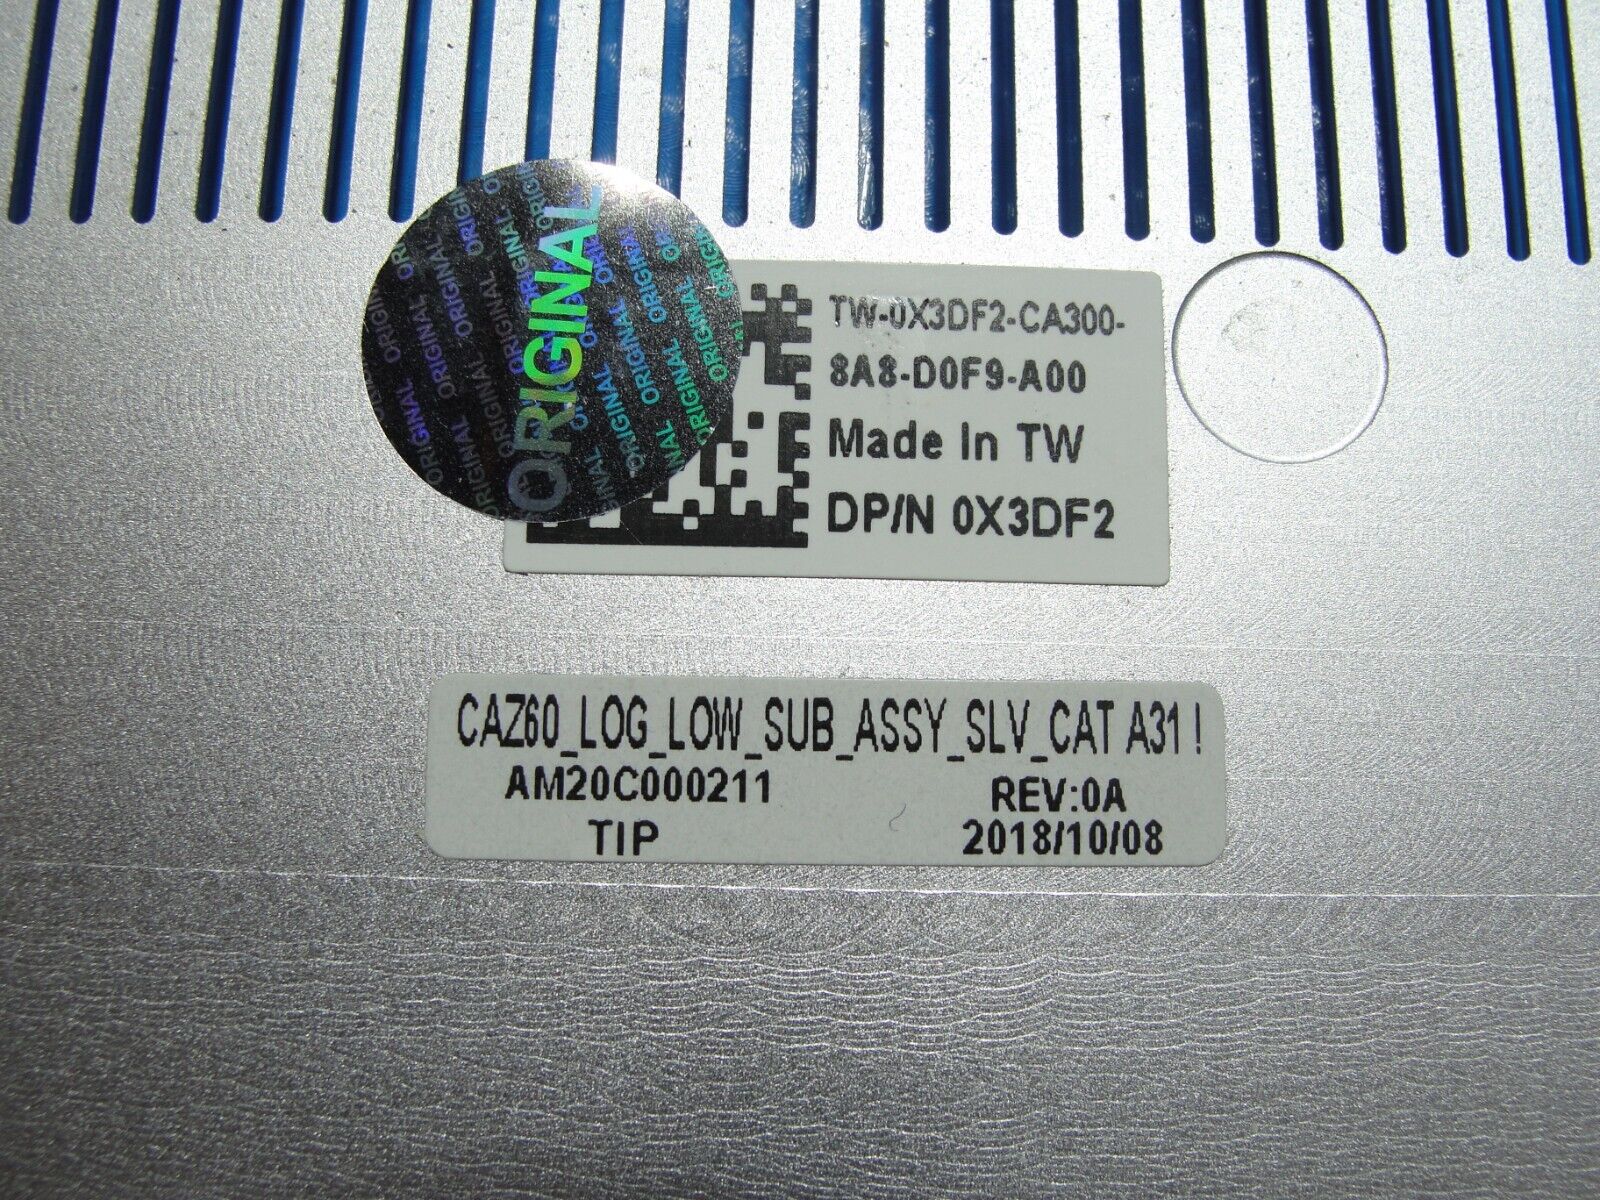 ORIGINAL
TW-0X3DF2-CA300-
8A8-D0F9-A00
Made In TW
DP/N 0X3DF2
CAZ60_LOG_LOW_SUB_ASSY_SLV_CAT A31 !
AM20C000211 REV:0A
TIP 2018/10/08